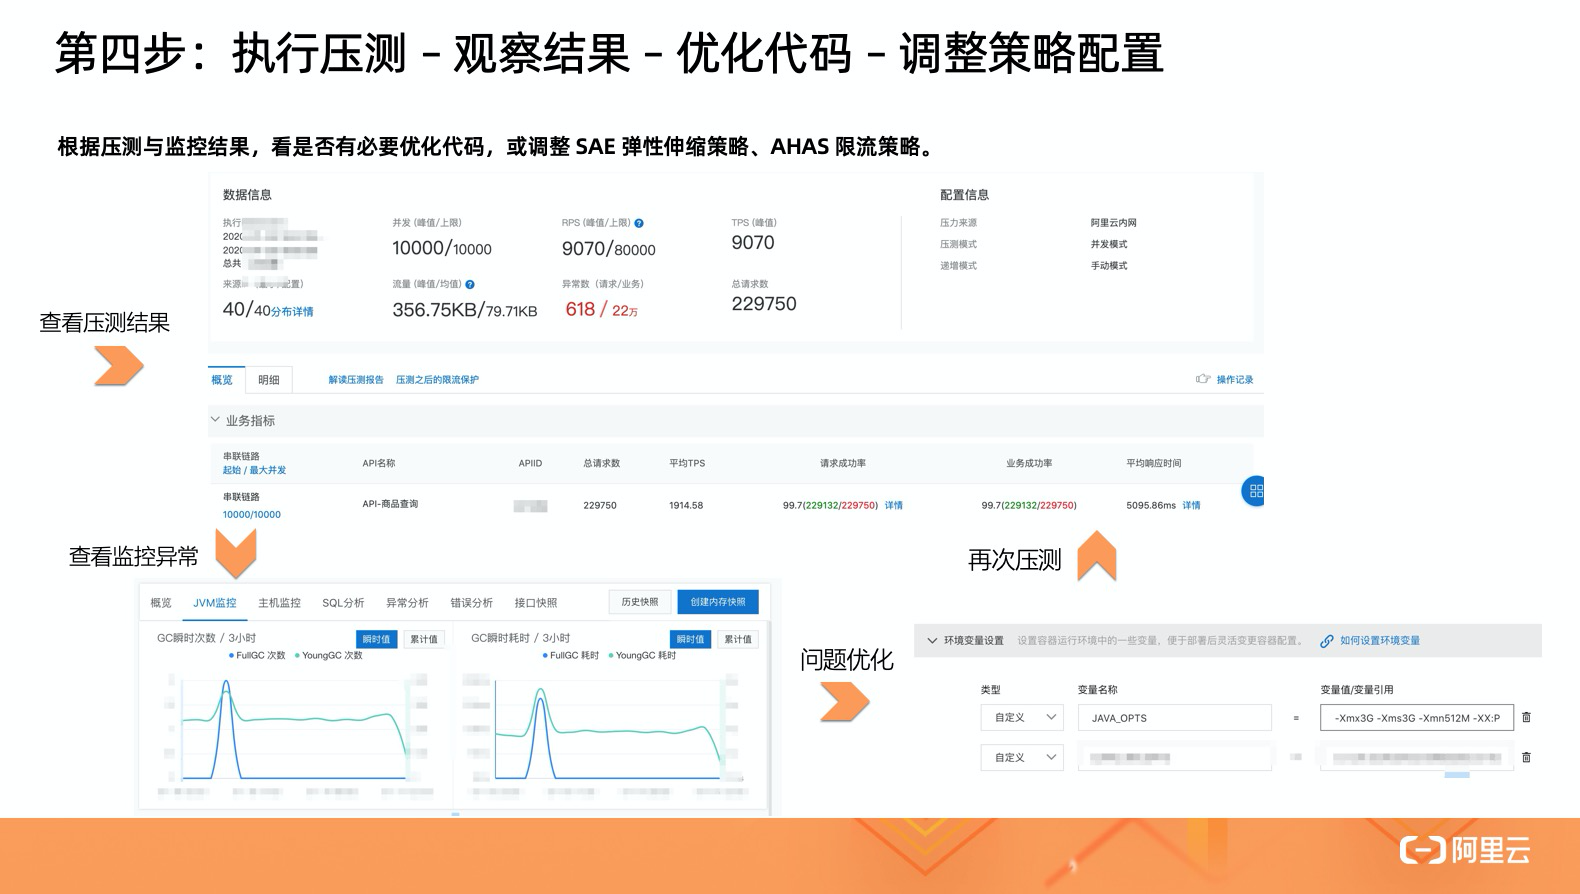 第四步：执行压测 – 观察结果 – 优化代码 – 调整策略配置
根据压测与监控结果，看是否有必要优化代码，或调整 SAE 弹性伸缩策略、AHAS 限流策略。
数据信息
配置信息
执行
并发 (峰值/上限)
RPS (峰值/上限)
TPS (峰值)
压力来源
阿里云内网
10000/10000
9070/80000
9070
压测模式
并发模式
总共
递增模式
手动模式
来源
配置)
流量 (峰值/均值)
异常数 (请求/业务)
总请求数
40/40分布详情
356.75KB/79.71KB
618 / 22万
229750
查看压测结果
概览
明细
解读压测报告
压测之后的限流保护
操作记录
业务指标
串联链路
起始 / 最大并发
API名称
APIID
总请求数
平均TPS
请求成功率
业务成功率
平均响应时间
串联链路
10000/10000
API-商品查询
229750
1914.58
99.7(229132/229750) 详情
99.7(229132/229750)
5095.86ms 详情
查看监控异常
再次压测
概览
JVM监控
主机监控
SQL分析
异常分析
错误分析
接口快照
历史快照
创建内存快照
GC瞬时次数 / 3小时
瞬时值
累计值
FullGC 次数
YoungGC 次数
GC瞬时耗时 / 3小时
瞬时值
累计值
FullGC 耗时
YoungGC 耗时
问题优化
环境变量设置
设置容器运行环境中的一些变量，便于部署后灵活变更容器配置。
如何设置环境变量
类型
变量名称
变量值/变量引用
自定义
JAVA_OPTS
=
-Xmx3G -Xms3G -Xmn512M -XX:P
自定义
阿里云